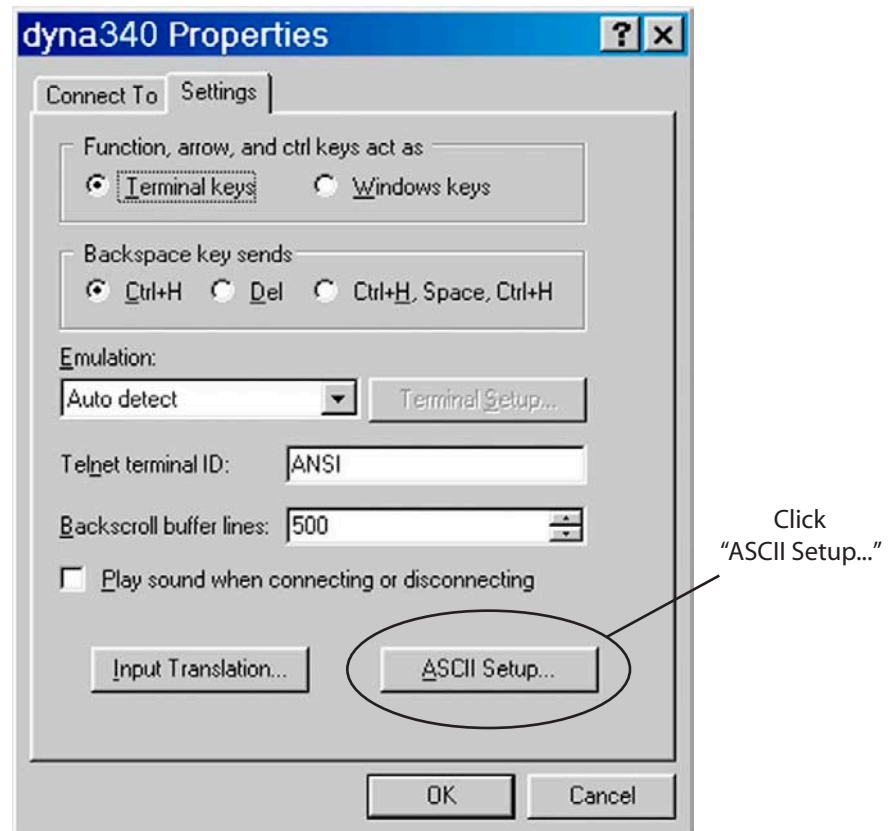 dyna340 Properties
Connect To Settings
Function, arrow, and ctrl keys act as
Terminal keys Windows keys
Backspace key sends
Ctrl+H Del Ctrl+H, Space, Ctrl+H
Emulation:
Auto detect Terminal Setup...
Telnet terminal ID: ANSI
Backscroll buffer lines: 500
Play sound when connecting or disconnecting
Click
"ASCII Setup..."
Input Translation... ASCII Setup...
OK Cancel